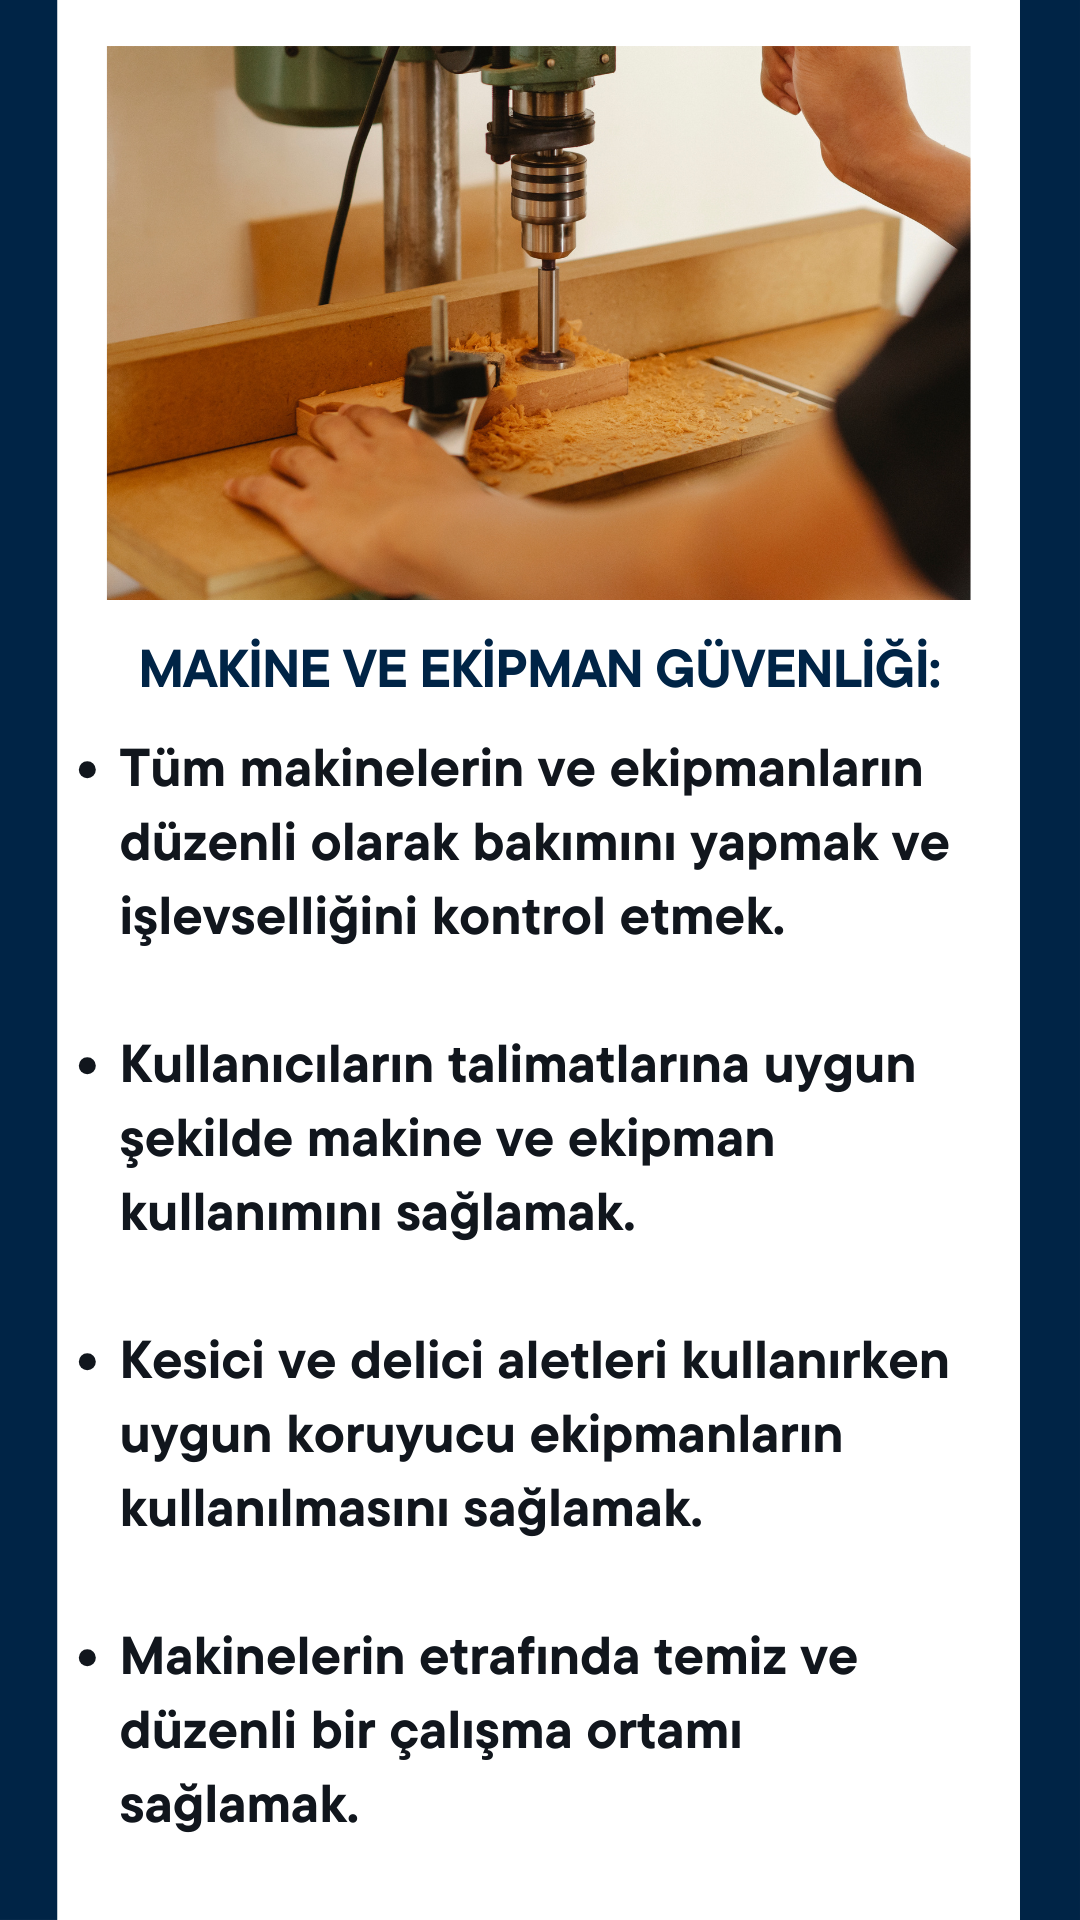 MAKİNE VE EKİPMAN GÜVENLİĞİ:
• Tüm makinelerin ve ekipmanların
düzenli olarak bakımını yapmak ve
işlevselliğini kontrol etmek.
• Kullanıcıların talimatlarına uygun
şekilde makine ve ekipman
kullanımını sağlamak.
• Kesici ve delici aletleri kullanırken
uygun koruyucu ekipmanların
kullanılmasını sağlamak.
• Makinelerin etrafında temiz ve
düzenli bir çalışma ortamı
sağlamak.